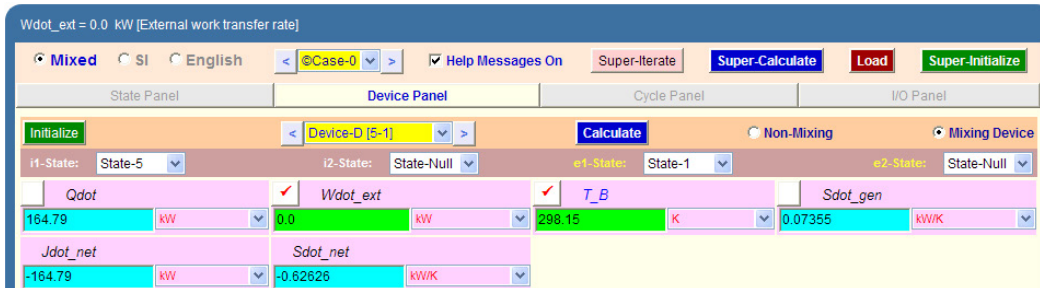 Wdot_ext = 0.0 kW [External work transfer rate]
Mixed SI English < ©Case-0 > Help Messages On Super-Iterate Super-Calculate Load Super-Initialize
State Panel Device Panel Cycle Panel I/O Panel
Initialize < Device-D [5-1] > Calculate Non-Mixing Mixing Device
i1-State: State-5 i2-State: State-Null e1-State: State-1 e2-State: State-Null
Qdot Wdot_ext T_B Sdot_gen
164.79 kW 0.0 kW 298.15 K 0.07355 kW/K
Jdot_net Sdot_net
-164.79 kW -0.62626 kW/K